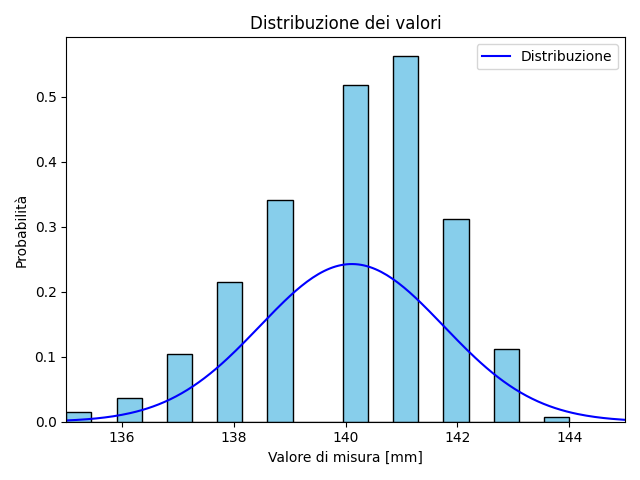 Distribuzione dei valori
Distribuzione
Probabilità
0.5
0.4
0.3
0.2
0.1
0.0
136 138 140 142 144
Valore di misura [mm]